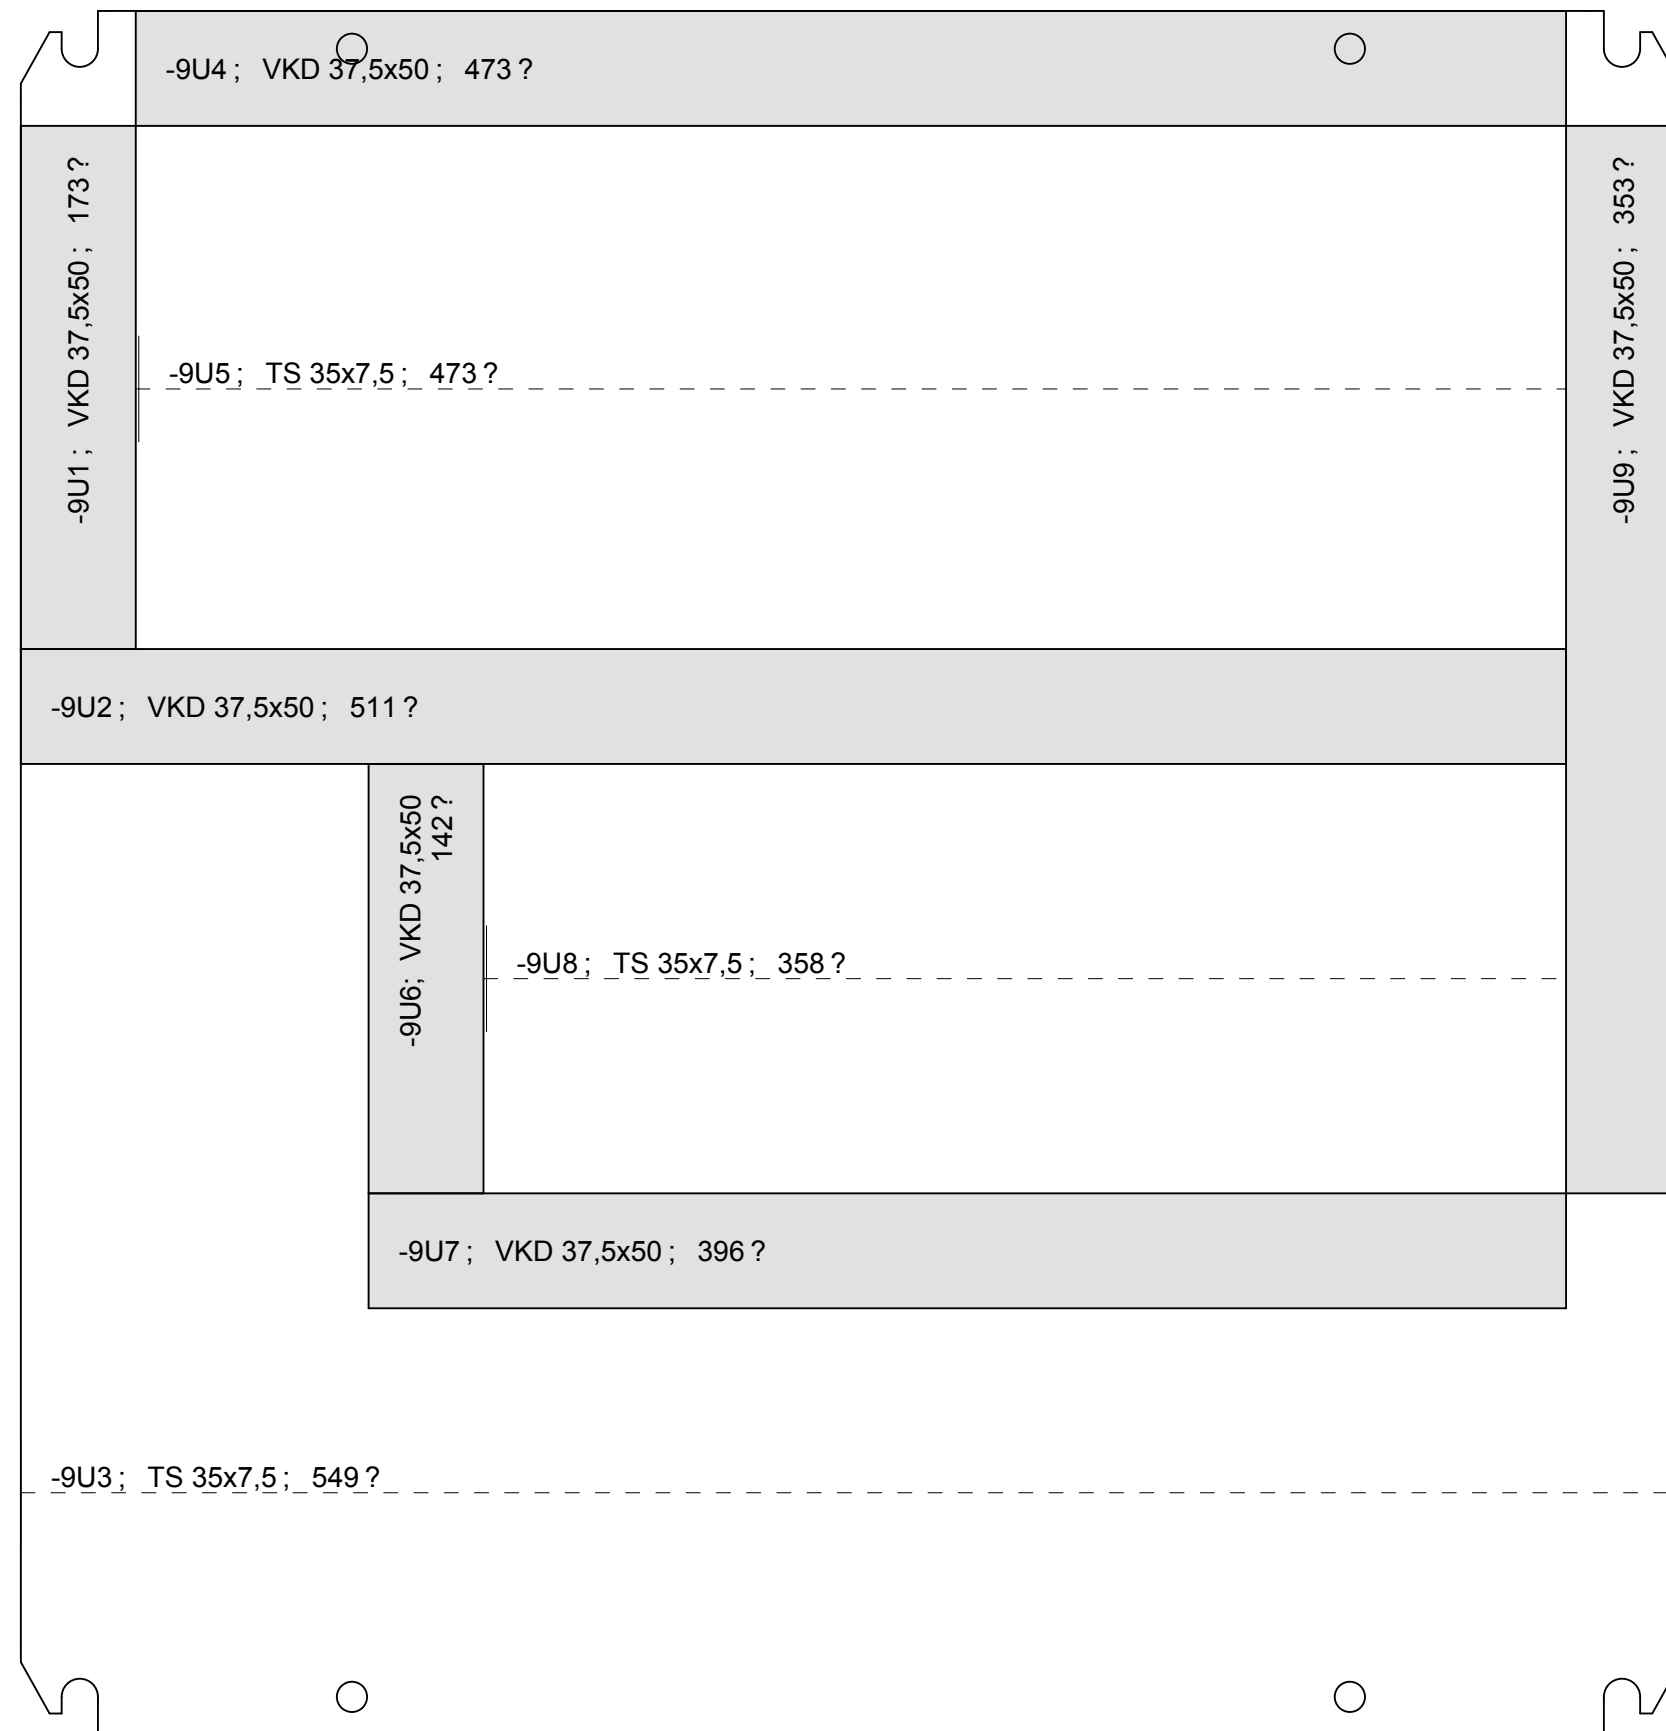 -9U4 ; VKD 37,5x50 ; 473 ?
-9U1 ; VKD 37,5x50 ; 173 ?
-9U9 ; VKD 37,5x50 ; 353 ?
-9U5 ; TS 35x7,5 ; 473 ?
-9U2 ; VKD 37,5x50 ; 511 ?
-9U6; VKD 37,5x50
142 ?
-9U8 ; TS 35x7,5 ; 358 ?
-9U7 ; VKD 37,5x50 ; 396 ?
-9U3 ; TS 35x7,5 ; 549 ?